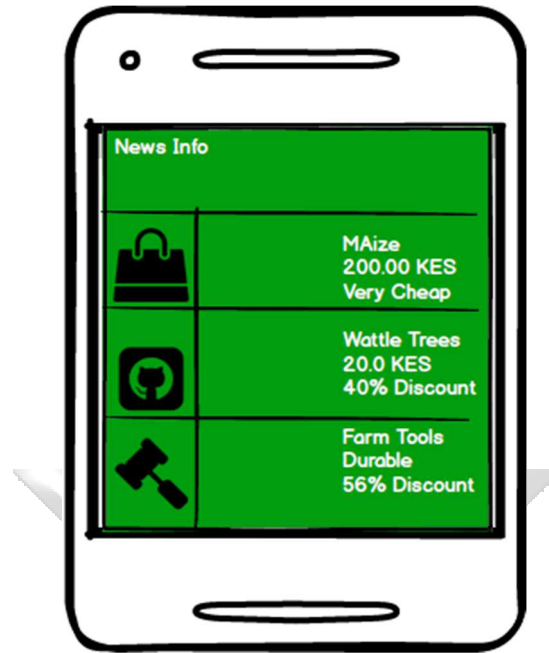 News Info
MAize
200.00 KES
Very Cheap
Wattle Trees
20.0 KES
40% Discount
Farm Tools
Durable
56% Discount